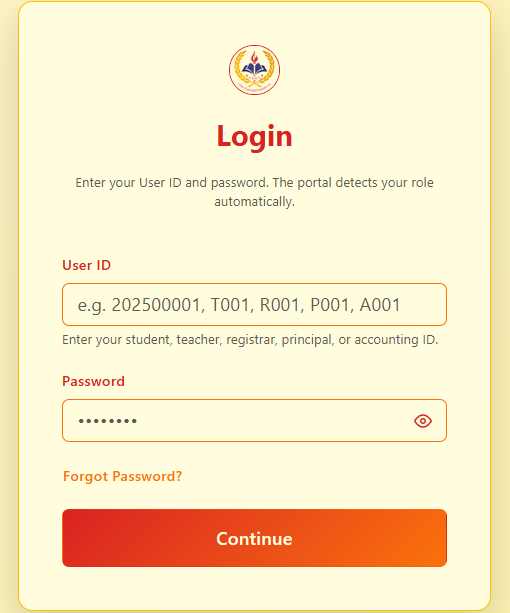 Login
Enter your User ID and password. The portal detects your role
automatically.
User ID
e.g. 202500001, T001, R001, P001, A001
Enter your student, teacher, registrar, principal, or accounting ID.
Password
••••••••
Forgot Password?
Continue